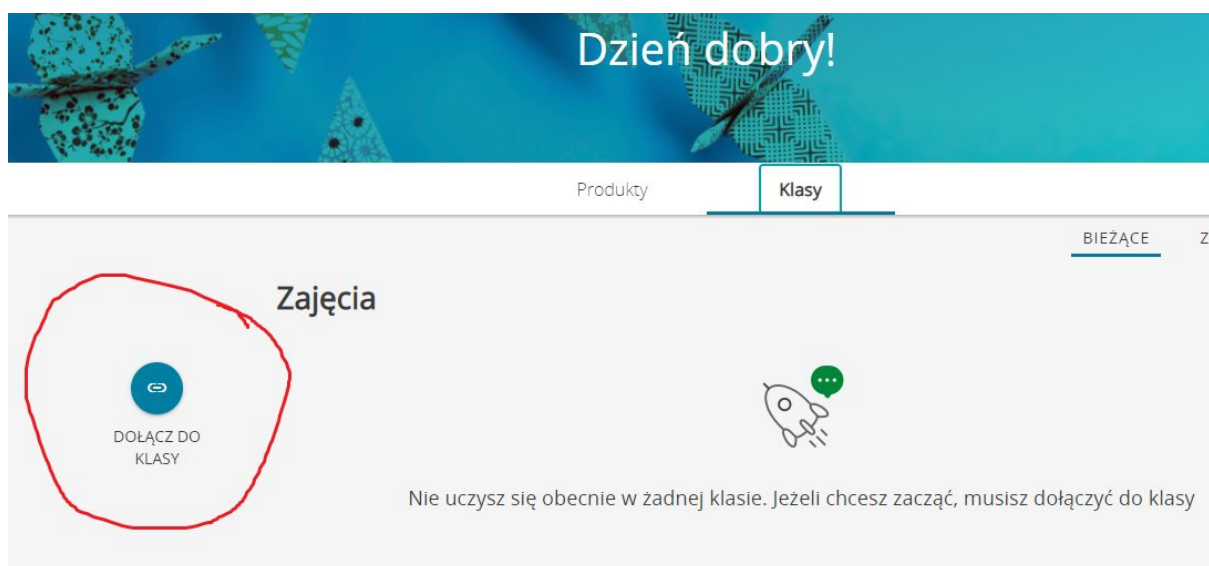 Dzień dobry!
Produkty
Klasy
BIEŻĄCE
Z
Zajęcia
DOŁĄCZ DO
KLASY
Nie uczysz się obecnie w żadnej klasie. Jeżeli chcesz zacząć, musisz dołączyć do klasy